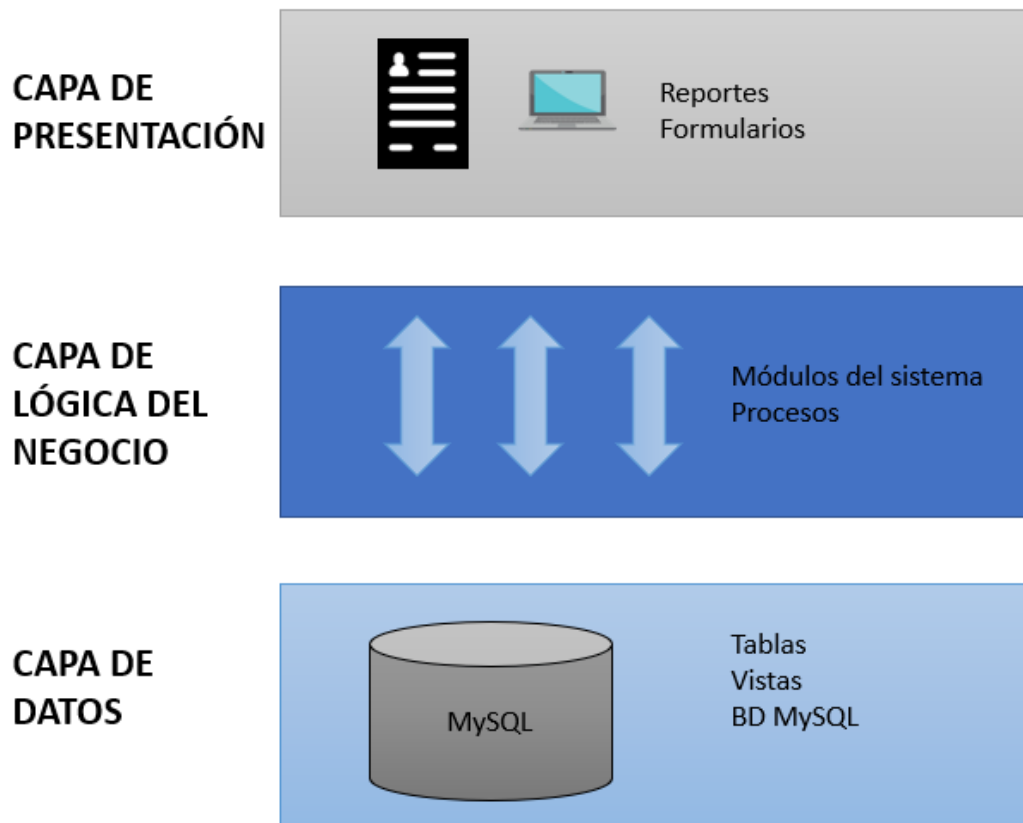 CAPA DE
PRESENTACIÓN
Reportes
Formularios
CAPA DE
LÓGICA DEL
NEGOCIO
Módulos del sistema
Procesos
CAPA DE
DATOS
MySQL
Tablas
Vistas
BD MySQL